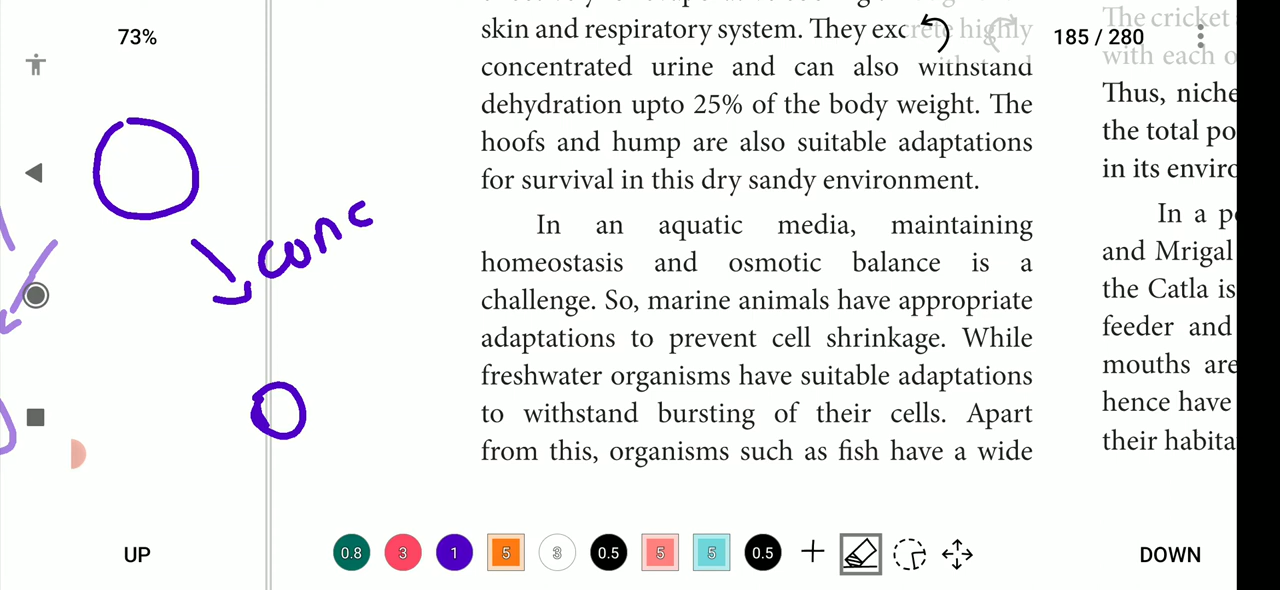 73%
185 / 280
conc
skin and respiratory system. They excrete highly
concentrated urine and can also withstand
dehydration upto 25% of the body weight. The
hoofs and hump are also suitable adaptations
for survival in this dry sandy environment.
In an aquatic media, maintaining
homeostasis and osmotic balance is a
challenge. So, marine animals have appropriate
adaptations to prevent cell shrinkage. While
freshwater organisms have suitable adaptations
to withstand bursting of their cells. Apart
from this, organisms such as fish have a wide
The cricket
with each o
Thus, niche
the total po
in its enviro
In a po
and Mrigal
the Catla is
feeder and
mouths are
hence have
their habita
UP
0.8 3 1 5 3 0.5 5 5 0.5
DOWN